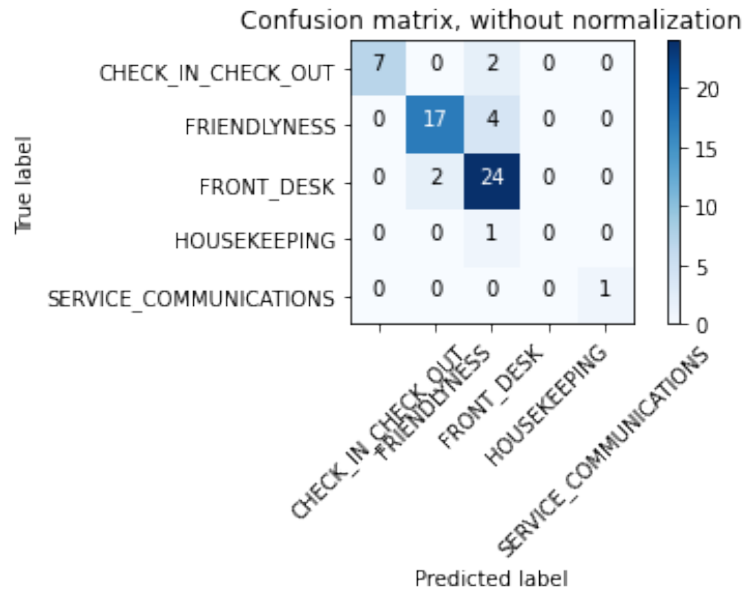 Confusion matrix, without normalization
CHECK_IN_CHECK_OUT 7 0 2 0 0
FRIENDLYNESS 0 17 4 0 0
FRONT_DESK 0 2 24 0 0
HOUSEKEEPING 0 0 1 0 0
SERVICE_COMMUNICATIONS 0 0 0 0 1
True label
20
15
10
5
0
CHECK_IN_CHECK_OUT
FRIENDLYNESS
FRONT_DESK
HOUSEKEEPING
SERVICE_COMMUNICATIONS
Predicted label